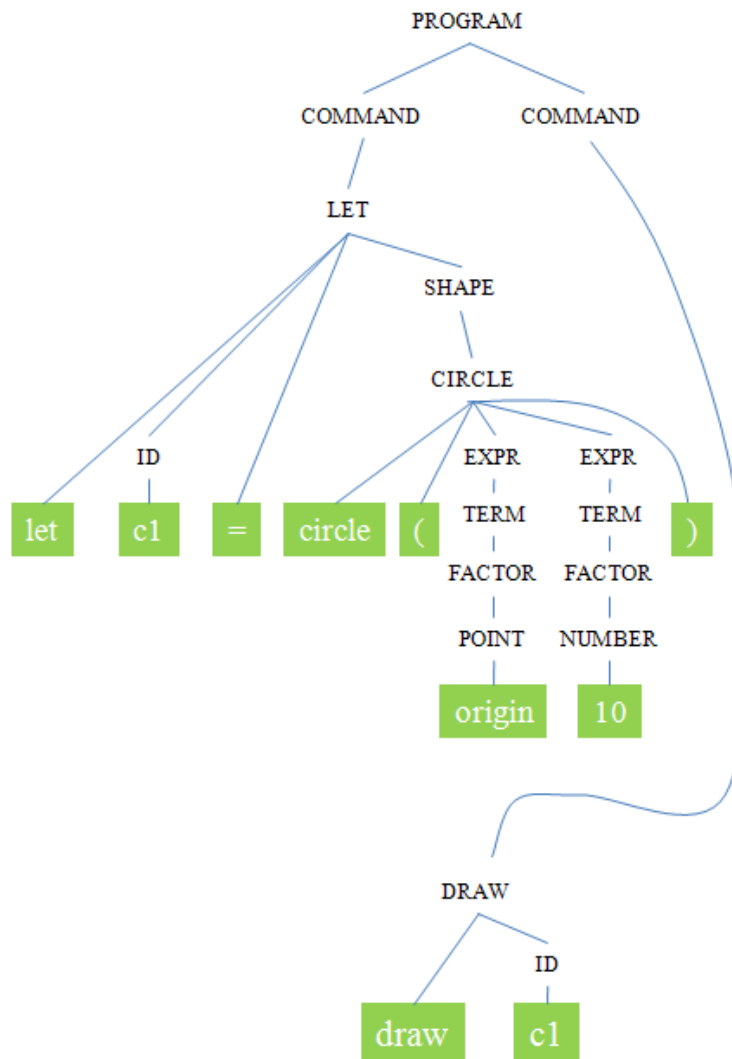 PROGRAM
COMMAND COMMAND
LET
SHAPE
CIRCLE
ID EXPR EXPR
let c1 = circle ( TERM TERM )
FACTOR FACTOR
POINT NUMBER
origin 10
DRAW
ID
draw c1